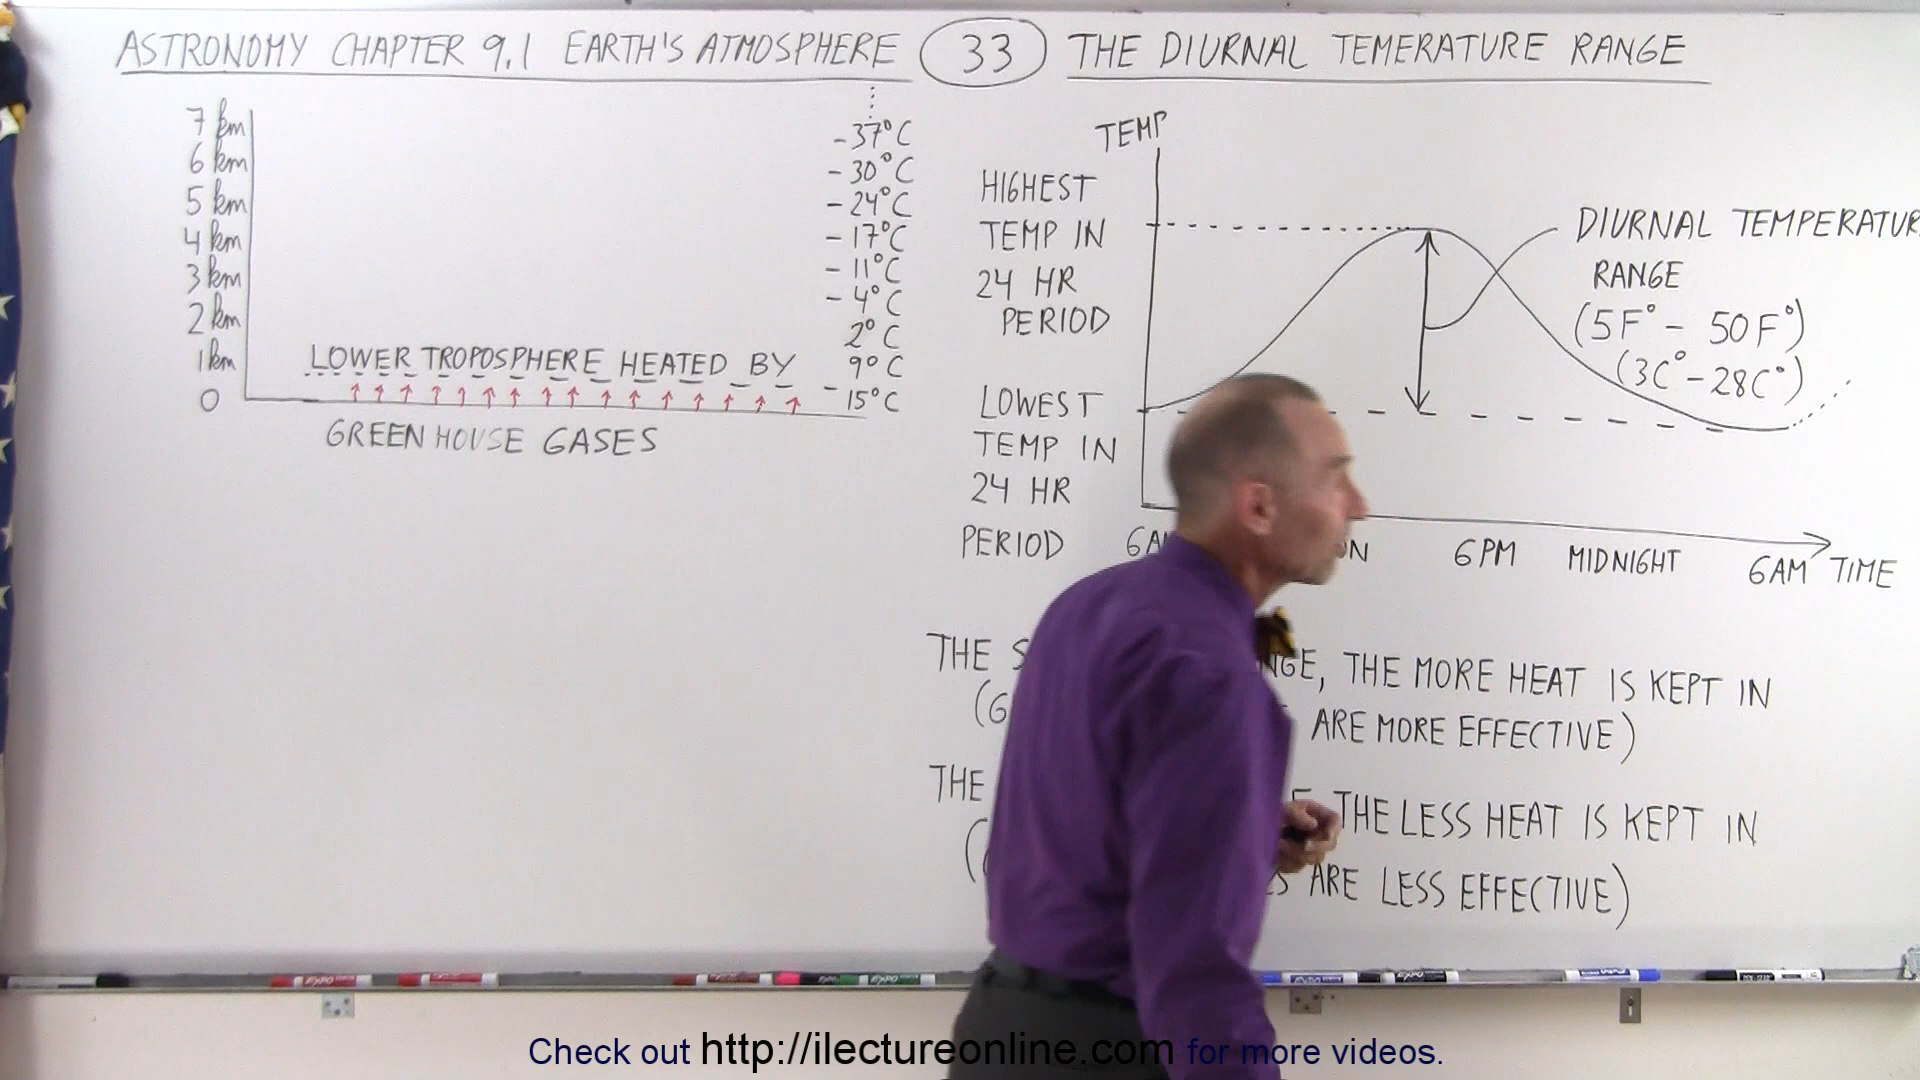 ASTRONOMY CHAPTER 9.1 EARTH'S ATMOSPHERE 33 THE DIURNAL TEMERATURE RANGE
7 km
6 km
5 km
4 km
3 km
2 km
1 km
0
-37°C
-30°C
-24°C
-17°C
-11°C
-4°C
2°C
9°C
15°C
LOWER TROPOSPHERE HEATED BY
GREENHOUSE GASES
TEMP
HIGHEST
TEMP IN
24 HR
PERIOD
LOWEST
TEMP IN
24 HR
PERIOD
DIURNAL TEMPERATUR
RANGE
(5F° - 50F°)
(3C° - 28C°)
6PM MIDNIGHT 6AM TIME
THE THE MORE HEAT IS KEPT IN
ARE MORE EFFECTIVE)
THE THE LESS HEAT IS KEPT IN
ARE LESS EFFECTIVE)
Check out http://ilectureonline.com for more videos.